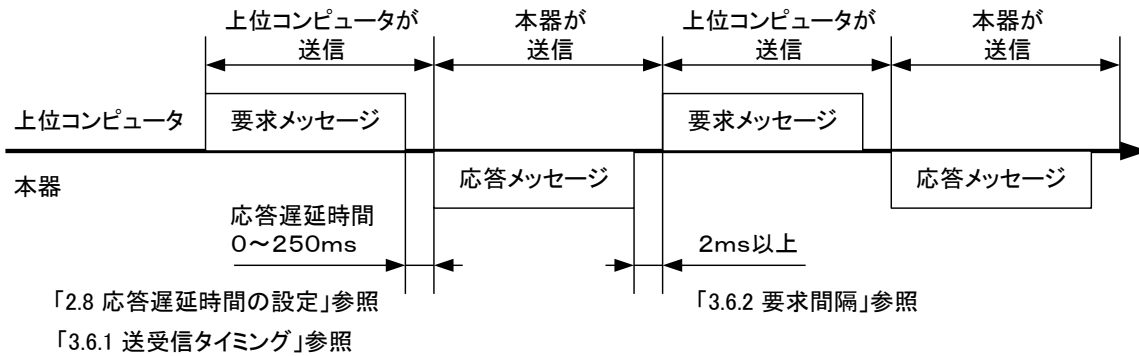 上位コンピュータが
送信
本器が
送信
上位コンピュータが
送信
本器が
送信
上位コンピュータ
要求メッセージ
要求メッセージ
本器
応答メッセージ
応答メッセージ
応答遅延時間
0～250ms
2ms以上
「2.8 応答遅延時間の設定」参照
「3.6.2 要求間隔」参照
「3.6.1 送受信タイミング」参照